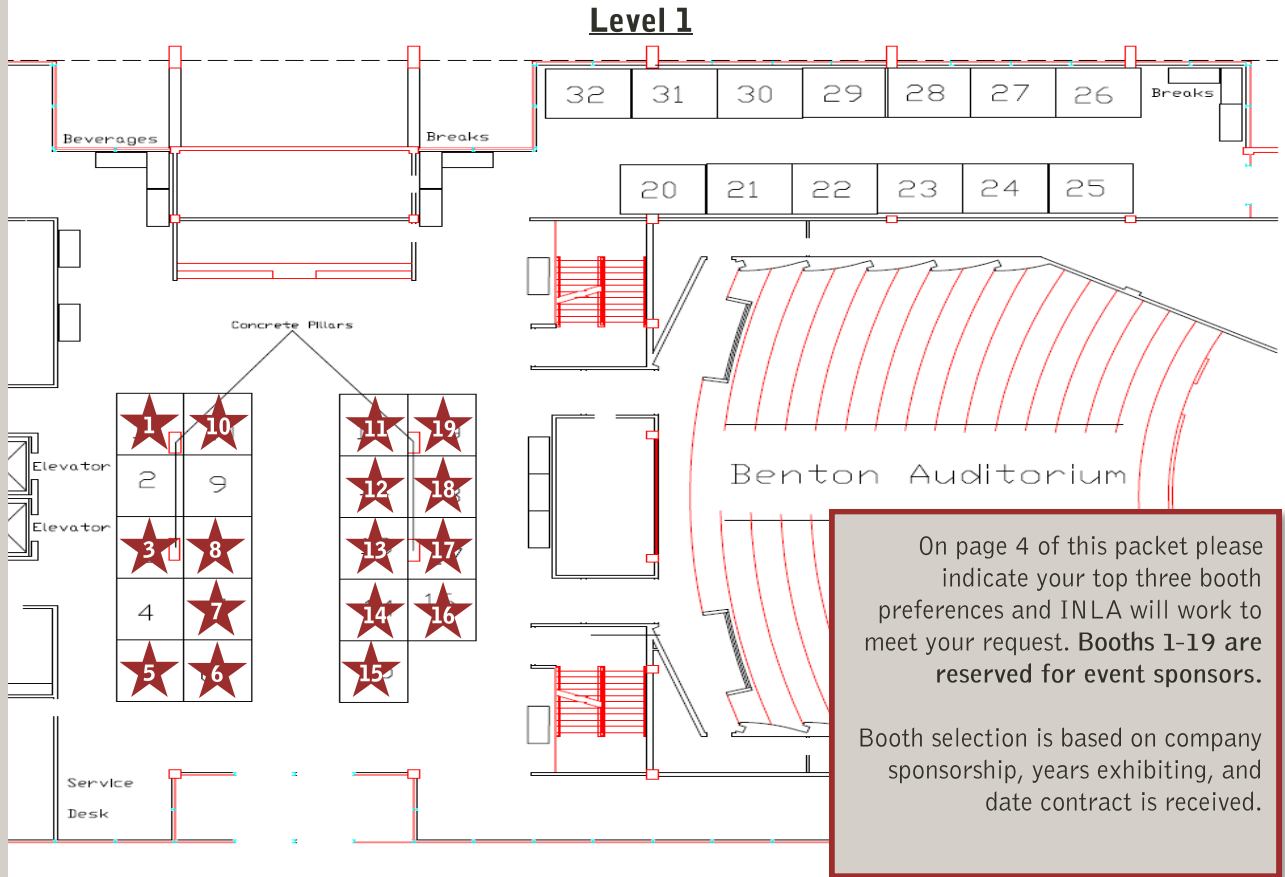 Level 1
32 31 30 29 28 27 26
Breaks
Beverages
Breaks
20 21 22 23 24 25
Concrete Pillars
1 10 11 19
Elevator
2 9 12 18
Elevator
3 8 13 17
4 7 14 16
5 6 15
Benton Auditorium
Service
Desk
On page 4 of this packet please
indicate your top three booth
preferences and INLA will work to
meet your request. Booths 1-19 are
reserved for event sponsors.
Booth selection is based on company
sponsorship, years exhibiting, and
date contract is received.